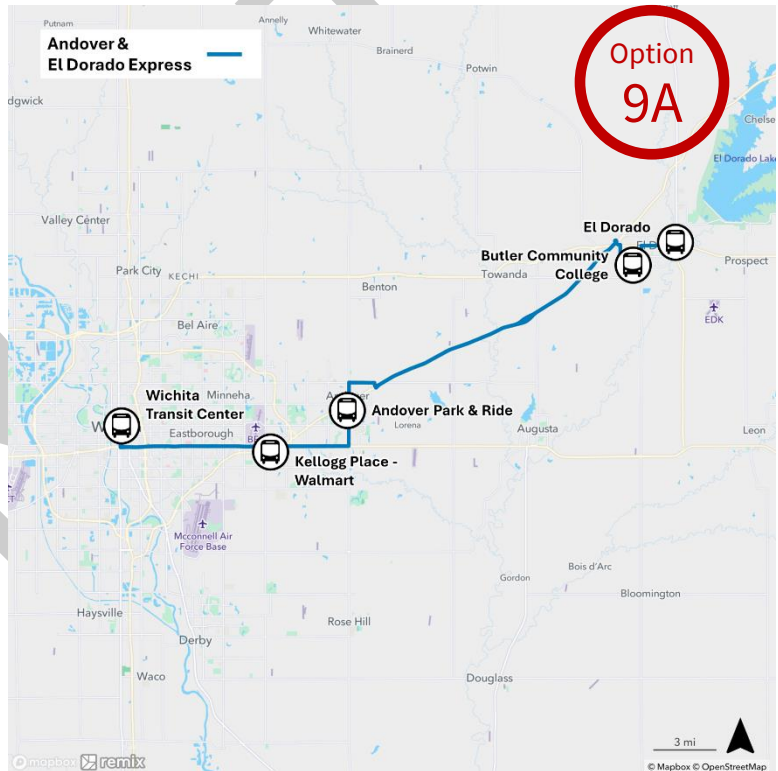 Putnam
Annelly
Whitewater
Andover &
El Dorado Express
Brainerd
Potwin
Option
9A
dgwick
Chelse
El Dorado Lake
Valley Center
El Dorado
Butler Community
College
El D
Park City
KECHI
Towanda
Prospect
Benton
EDK
Bel Aire
Wichita
Transit Center
Minneha
Andover Park & Ride
Lorena
Eastborough
Augusta
Leon
Kellogg Place -
Walmart
Mcconnell Air
Force Base
Gordon
Bois d'Arc
Bloomington
Haysville
Rose Hill
Derby
Waco
Douglass
3 mi
mapbox remix
© Mapbox © OpenStreetMap